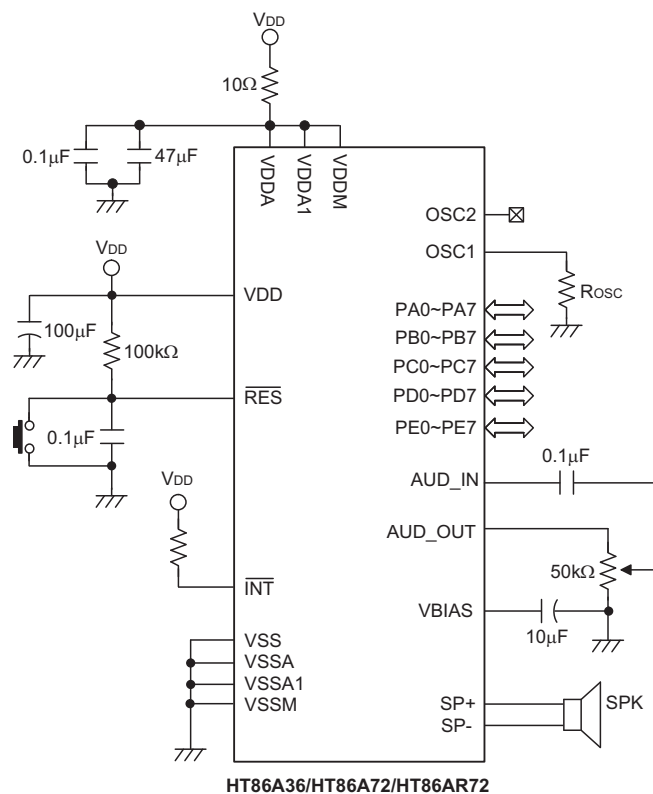 VDD
10Ω
0.1μF
47μF
VDDA
VDDA1
VDDM
OSC2
OSC1
ROSC
VDD
VDD
100μF
100kΩ
PA0~PA7
PB0~PB7
PC0~PC7
PD0~PD7
PE0~PE7
RES
0.1μF
AUD_IN
0.1μF
VDD
AUD_OUT
50kΩ
INT
VBIAS
10μF
VSS
VSSA
VSSA1
VSSM
SP+
SP-
SPK
HT86A36/HT86A72/HT86AR72